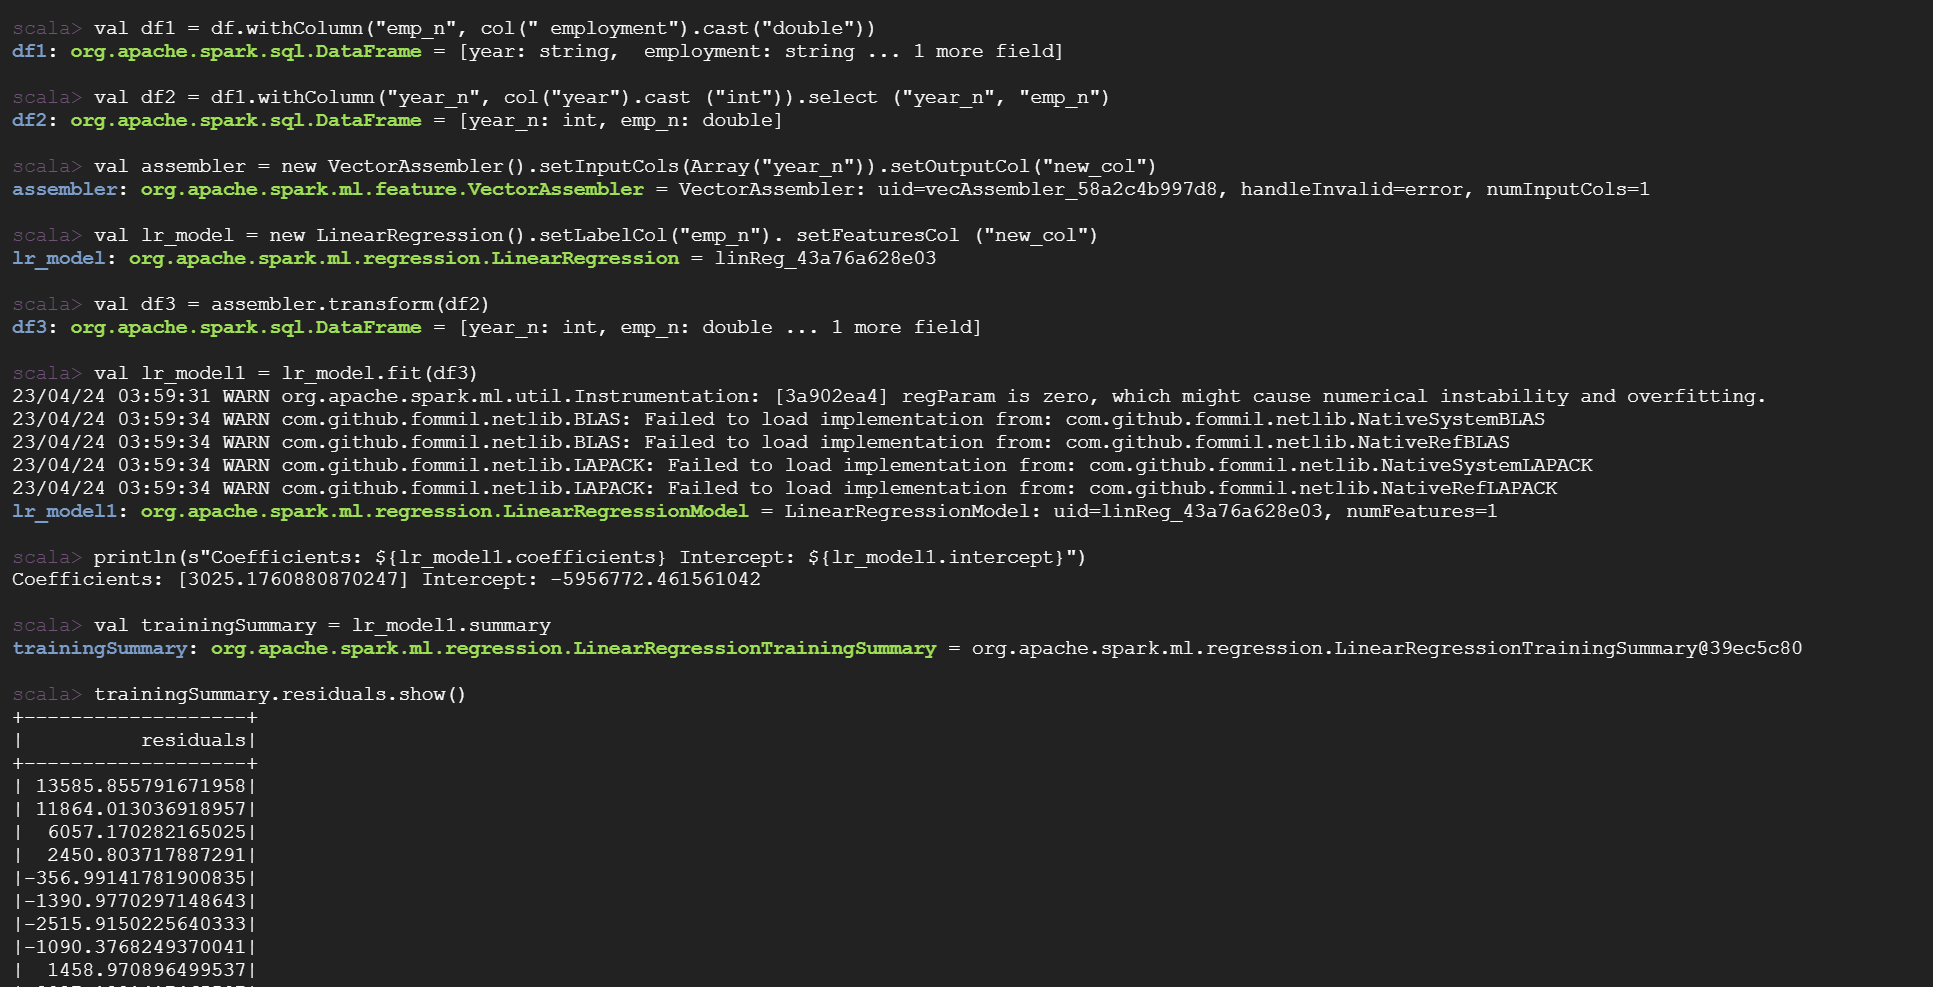 scala> val df1 = df.withColumn("emp_n", col(" employment").cast("double"))
df1: org.apache.spark.sql.DataFrame = [year: string,  employment: string ... 1 more field]
scala> val df2 = df1.withColumn("year_n", col("year").cast ("int")).select ("year_n", "emp_n")
df2: org.apache.spark.sql.DataFrame = [year_n: int, emp_n: double]
scala> val assembler = new VectorAssembler().setInputCols(Array("year_n")).setOutputCol("new_col")
assembler: org.apache.spark.ml.feature.VectorAssembler = VectorAssembler: uid=vecAssembler_58a2c4b997d8, handleInvalid=error, numInputCols=1
scala> val lr_model = new LinearRegression().setLabelCol("emp_n"). setFeaturesCol ("new_col")
lr_model: org.apache.spark.ml.regression.LinearRegression = linReg_43a76a628e03
scala> val df3 = assembler.transform(df2)
df3: org.apache.spark.sql.DataFrame = [year_n: int, emp_n: double ... 1 more field]
scala> val lr_model1 = lr_model.fit(df3)
23/04/24 03:59:31 WARN org.apache.spark.ml.util.Instrumentation: [3a902ea4] regParam is zero, which might cause numerical instability and overfitting.
23/04/24 03:59:34 WARN com.github.fommil.netlib.BLAS: Failed to load implementation from: com.github.fommil.netlib.NativeSystemBLAS
23/04/24 03:59:34 WARN com.github.fommil.netlib.BLAS: Failed to load implementation from: com.github.fommil.netlib.NativeRefBLAS
23/04/24 03:59:34 WARN com.github.fommil.netlib.LAPACK: Failed to load implementation from: com.github.fommil.netlib.NativeSystemLAPACK
23/04/24 03:59:34 WARN com.github.fommil.netlib.LAPACK: Failed to load implementation from: com.github.fommil.netlib.NativeRefLAPACK
lr_model1: org.apache.spark.ml.regression.LinearRegressionModel = LinearRegressionModel: uid=linReg_43a76a628e03, numFeatures=1
scala> println(s"Coefficients: ${lr_model1.coefficients} Intercept: ${lr_model1.intercept}")
Coefficients: [3025.1760880870247] Intercept: -5956772.461561042
scala> val trainingSummary = lr_model1.summary
trainingSummary: org.apache.spark.ml.regression.LinearRegressionTrainingSummary = org.apache.spark.ml.regression.LinearRegressionTrainingSummary@39ec5c80
scala> trainingSummary.residuals.show()
+-------------------+
|          residuals|
+-------------------+
| 13585.855791671958|
| 11864.013036918957|
|  6057.170282165025|
|  2450.803717887291|
|-356.99141781900835|
|-1390.9770297148643|
|-2515.9150225640333|
|-1090.3768249370041|
|  1458.970896499537|